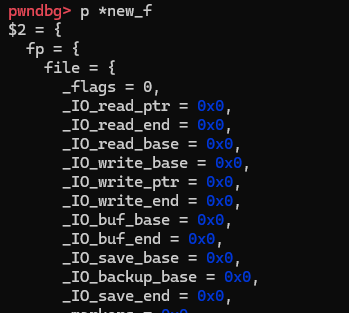 pwndbg> p *new_f
$2 = {
  fp = {
    file = {
      _flags = 0,
      _IO_read_ptr = 0x0,
      _IO_read_end = 0x0,
      _IO_read_base = 0x0,
      _IO_write_base = 0x0,
      _IO_write_ptr = 0x0,
      _IO_write_end = 0x0,
      _IO_buf_base = 0x0,
      _IO_buf_end = 0x0,
      _IO_save_base = 0x0,
      _IO_backup_base = 0x0,
      _IO_save_end = 0x0,